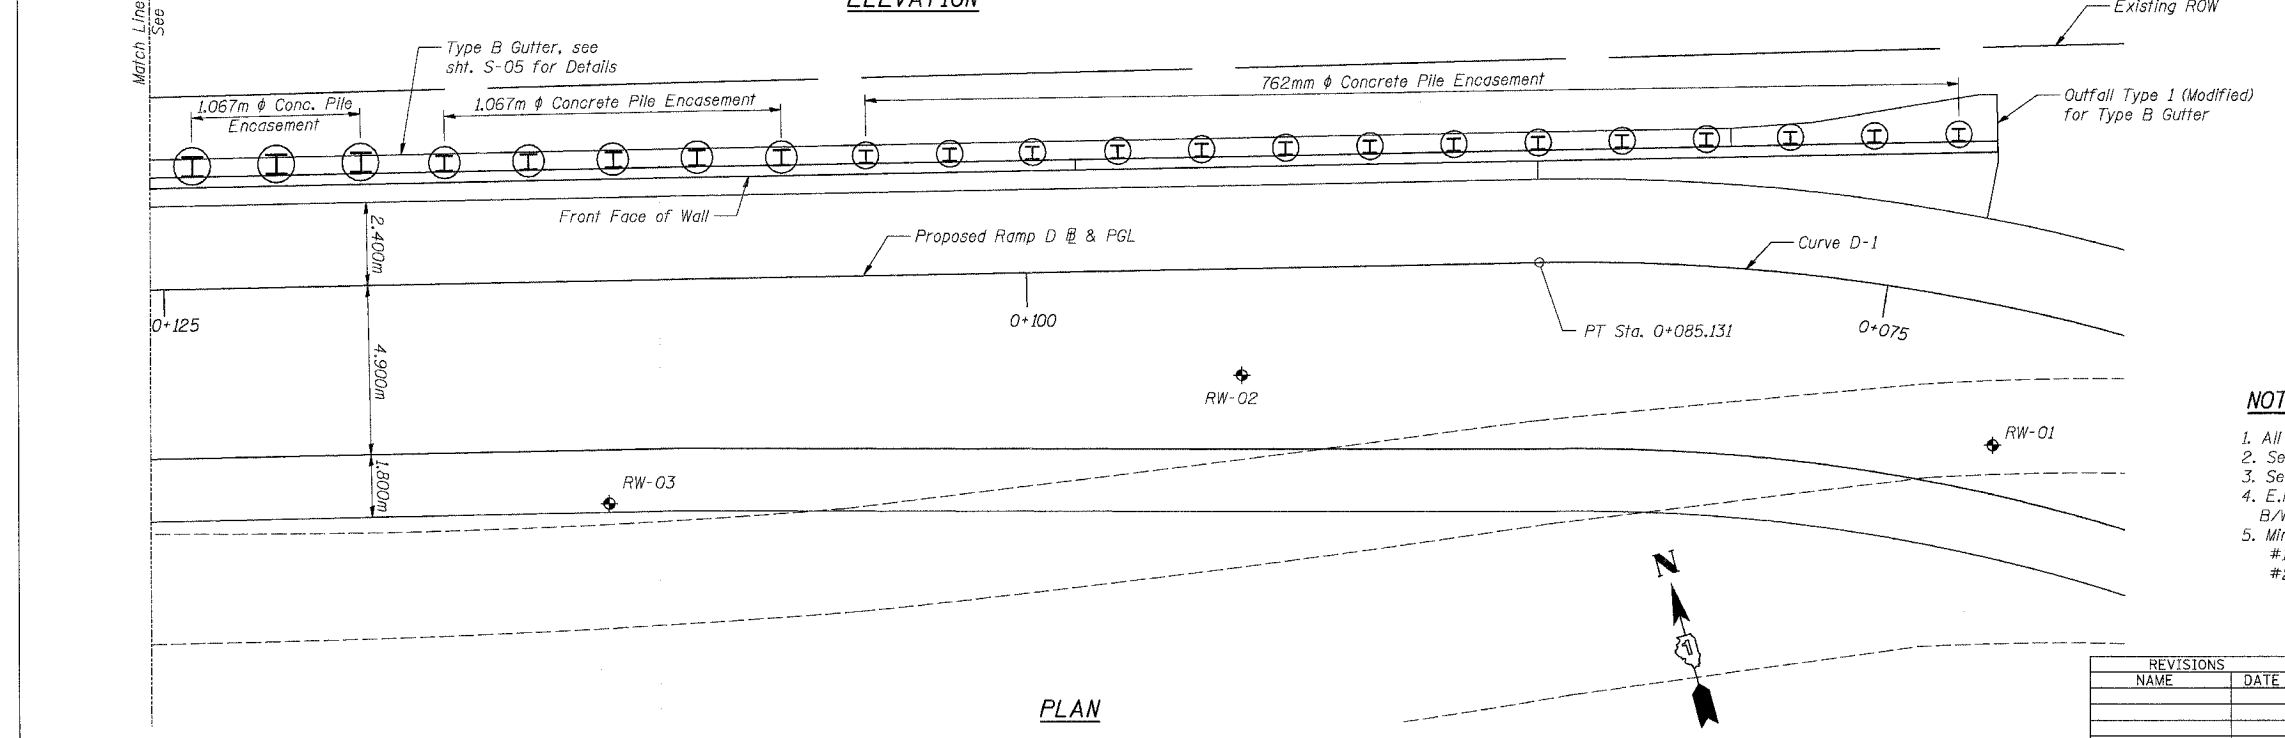 ELEVATION
Match Line
See
Existing ROW
Type B Gutter, see
sht. S-05 for Details
1.067m φ Conc. Pile
Encasement
1.067m φ Concrete Pile Encasement
762mm φ Concrete Pile Encasement
Outfall Type 1 (Modified)
for Type B Gutter
Front Face of Wall
2.400m
Proposed Ramp D ℄ & PGL
Curve D-1
0+125
0+100
PT Sta. 0+085.131
0+075
4.900m
RW-02
RW-01
1.800m
RW-03
NOT
1. All
2. Se
3. Se
4. E.
B/
5. Mi
#
#
N
1
PLAN
REVISIONS
NAME
DATE